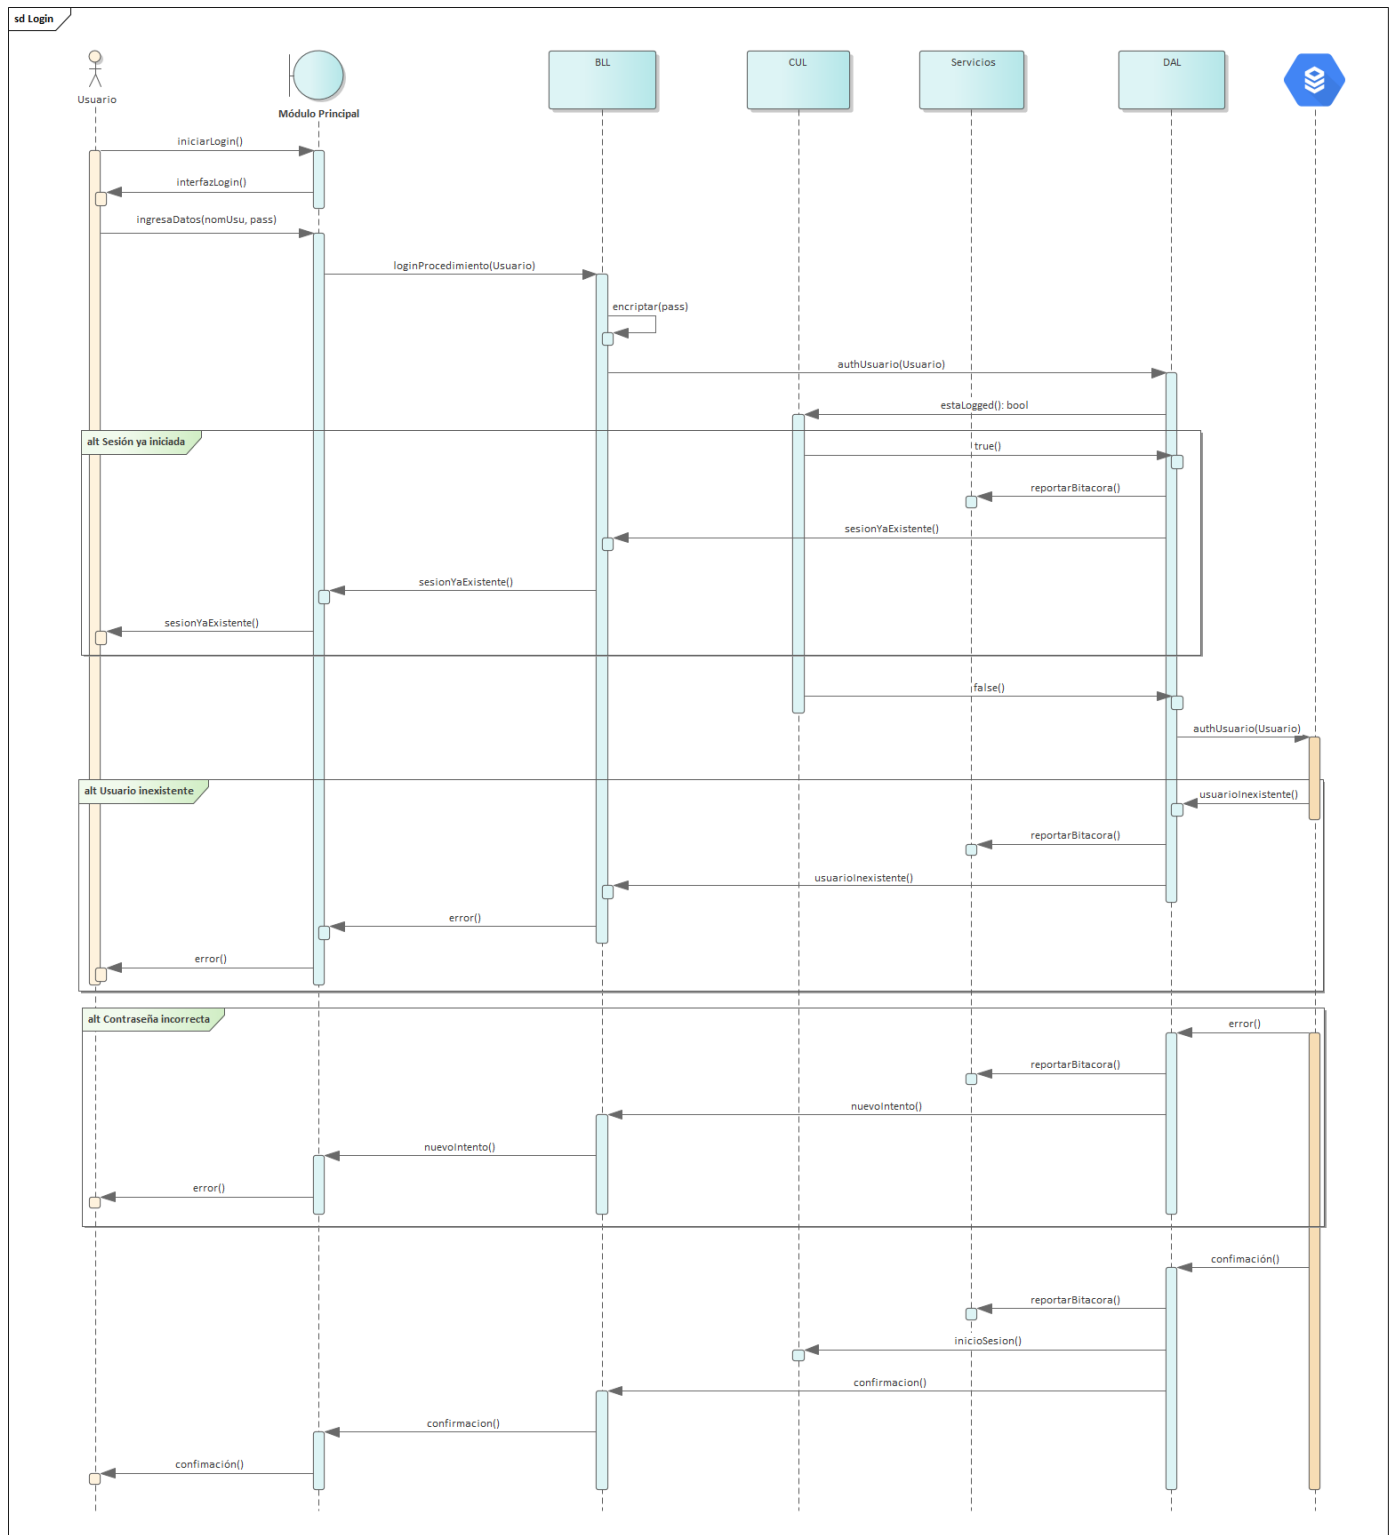 sd Login
Usuario
Módulo Principal
BLL
CUL
Servicios
DAL
iniciarLogin()
interfazLogin()
ingresaDatos(nomUsu, pass)
loginProcedimiento(Usuario)
encriptar(pass)
authUsuario(Usuario)
estaLogged(): bool
alt Sesión ya iniciada
true()
reportarBitacora()
sesionYaExistente()
sesionYaExistente()
sesionYaExistente()
false()
authUsuario(Usuario)
alt Usuario inexistente
usuarioInexistente()
reportarBitacora()
usuarioInexistente()
error()
error()
alt Contraseña incorrecta
error()
reportarBitacora()
nuevoIntento()
nuevoIntento()
error()
confimación()
reportarBitacora()
inicioSesion()
confirmacion()
confirmacion()
confimación()